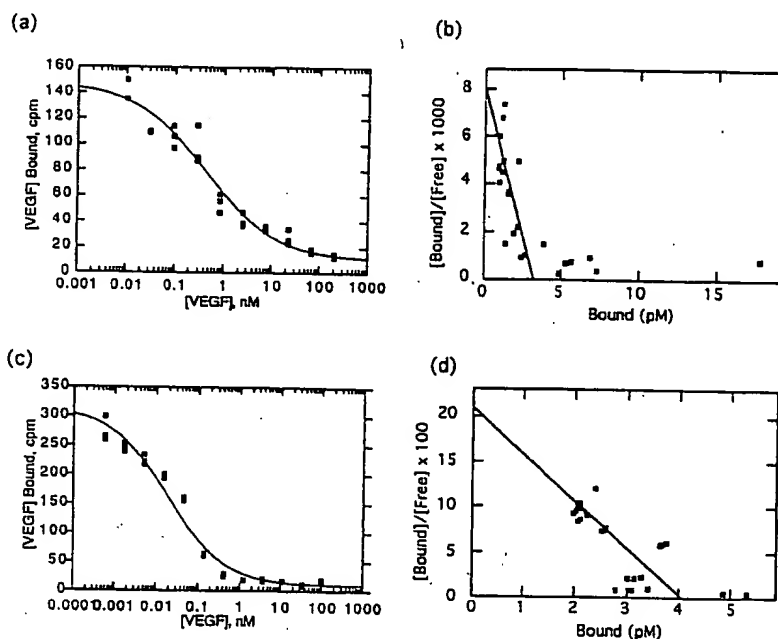 (a)
160
140
120
100
80
60
40
20
0
[VEGF] Bound, cpm
0.001 0.01 0.1 1 10 100 1000
[VEGF], nM
(b)
8
6
4
2
0
[Bound]/[Free] x 1000
0 5 10 15
Bound (pM)
(c)
350
300
250
200
150
100
50
0
[VEGF] Bound, cpm
0.0001 0.001 0.01 0.1 1 10 100 1000
[VEGF], nM
(d)
20
15
10
5
0
[Bound]/[Free] x 100
0 1 2 3 4 5
Bound (pM)